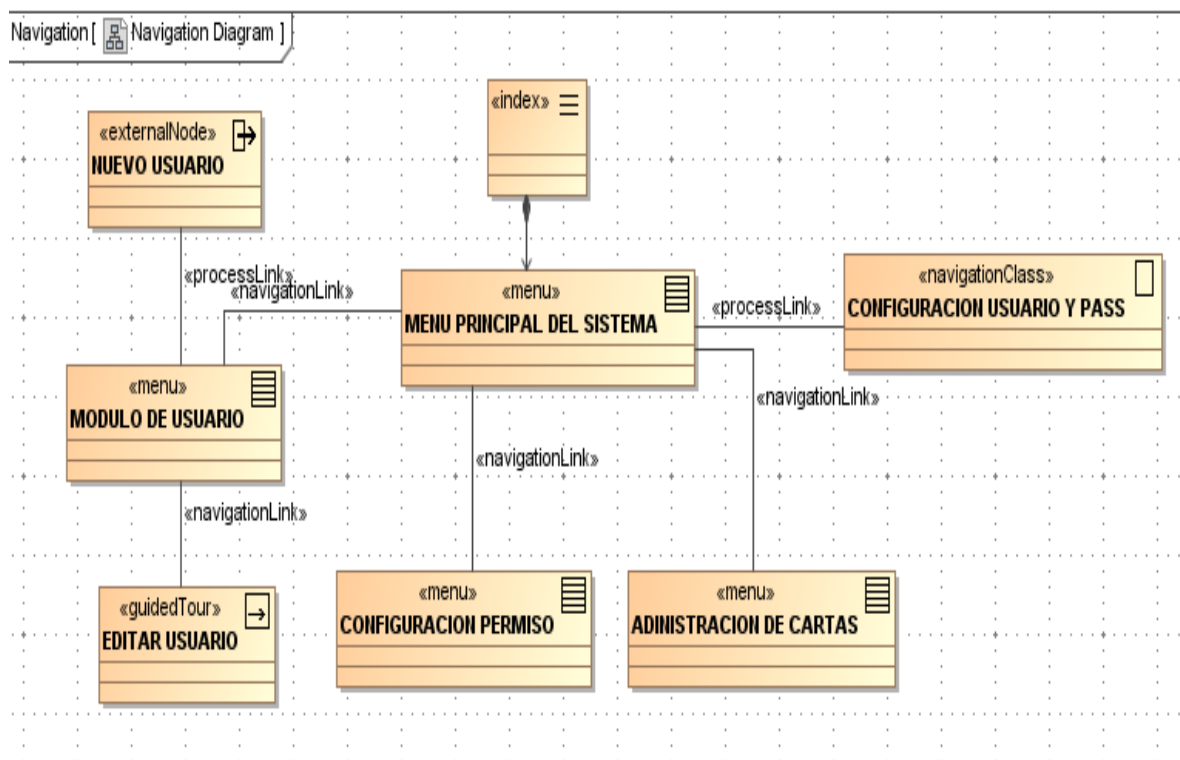 Navigation [ Navigation Diagram ]
«index»
«externalNode»
NUEVO USUARIO
«processLink»
«navigationLink»
«menu»
MENU PRINCIPAL DEL SISTEMA
«processLink»
«navigationClass»
CONFIGURACION USUARIO Y PASS
«menu»
MODULO DE USUARIO
«navigationLink»
«navigationLink»
«navigationLink»
«guidedTour»
EDITAR USUARIO
«menu»
CONFIGURACION PERMISO
«menu»
ADINISTRACION DE CARTAS